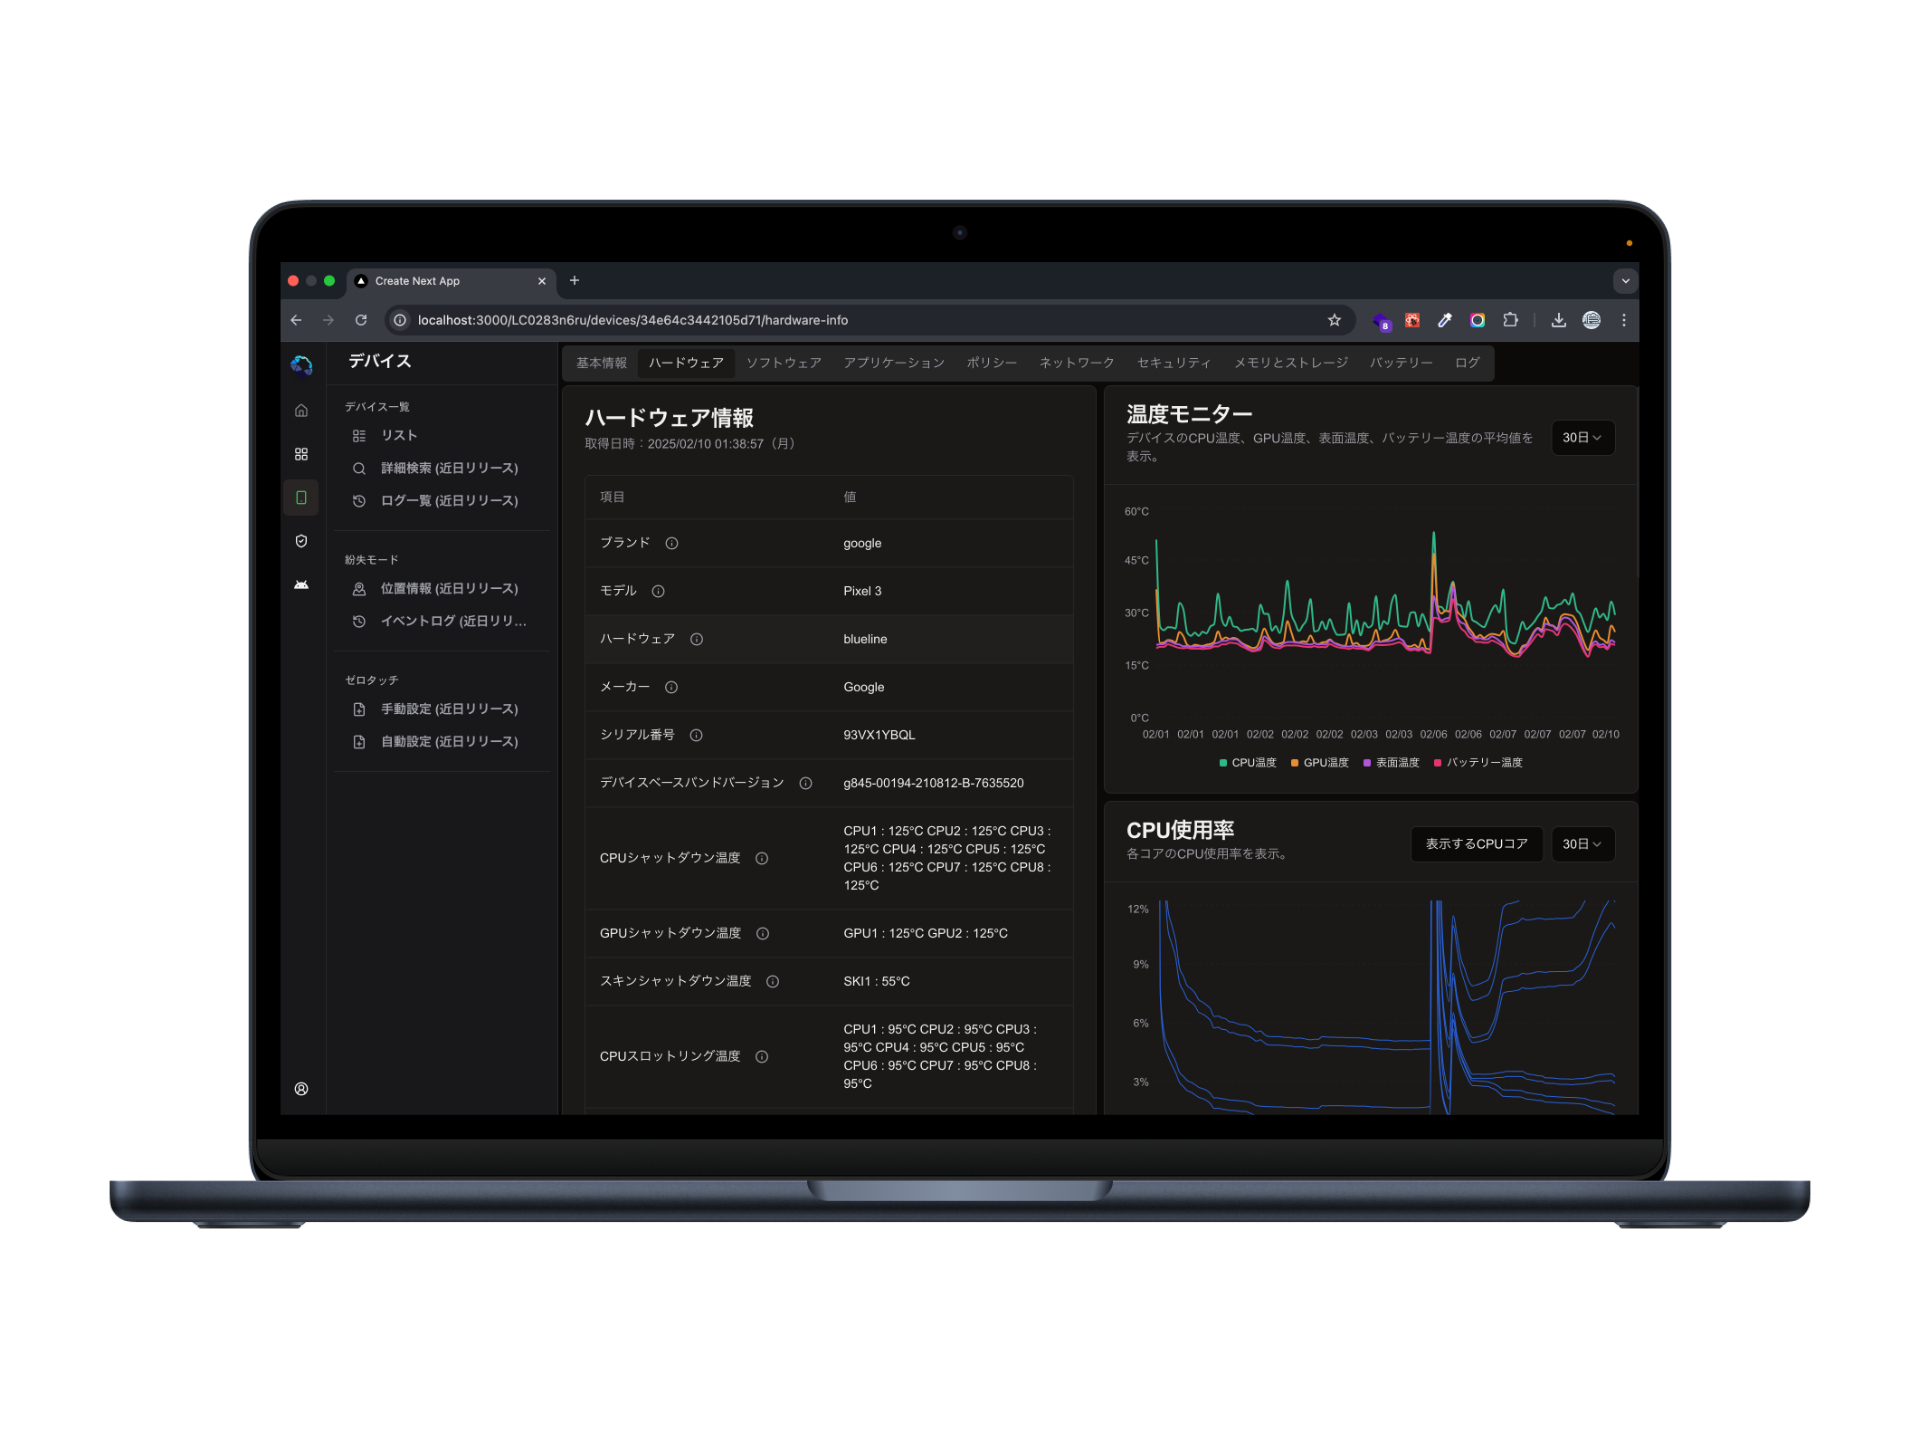 Create Next App
localhost:3000/LC0283n6ru/devices/34e64c3442105d71/hardware-info
8
デバイス
デバイス一覧
リスト
詳細検索 (近日リリース)
ログ一覧 (近日リリース)
紛失モード
位置情報 (近日リリース)
イベントログ (近日リリ...
ゼロタッチ
手動設定 (近日リリース)
自動設定 (近日リリース)
基本情報 ハードウェア ソフトウェア アプリケーション ポリシー ネットワーク セキュリティ メモリとストレージ バッテリー ログ
ハードウェア情報
取得日時：2025/02/10 01:38:57（月）
項目 値
ブランド google
モデル Pixel 3
ハードウェア blueline
メーカー Google
シリアル番号 93VX1YBQL
デバイスベースバンドバージョン g845-00194-210812-B-7635520
CPUシャットダウン温度
CPU1 : 125°C CPU2 : 125°C CPU3 :
125°C CPU4 : 125°C CPU5 : 125°C
CPU6 : 125°C CPU7 : 125°C CPU8 :
125°C
GPUシャットダウン温度 GPU1 : 125°C GPU2 : 125°C
スキンシャットダウン温度 SKI1 : 55°C
CPUスロットリング温度
CPU1 : 95°C CPU2 : 95°C CPU3 :
95°C CPU4 : 95°C CPU5 : 95°C
CPU6 : 95°C CPU7 : 95°C CPU8 :
95°C
温度モニター
デバイスのCPU温度、GPU温度、表面温度、バッテリー温度の平均値を
表示。
30日
60°C
45°C
30°C
15°C
0°C
02/01 02/01 02/01 02/02 02/02 02/02 02/03 02/03 02/06 02/06 02/07 02/07 02/07 02/10
CPU温度 GPU温度 表面温度 バッテリー温度
CPU使用率
各コアのCPU使用率を表示。
表示するCPUコア 30日
12%
9%
6%
3%